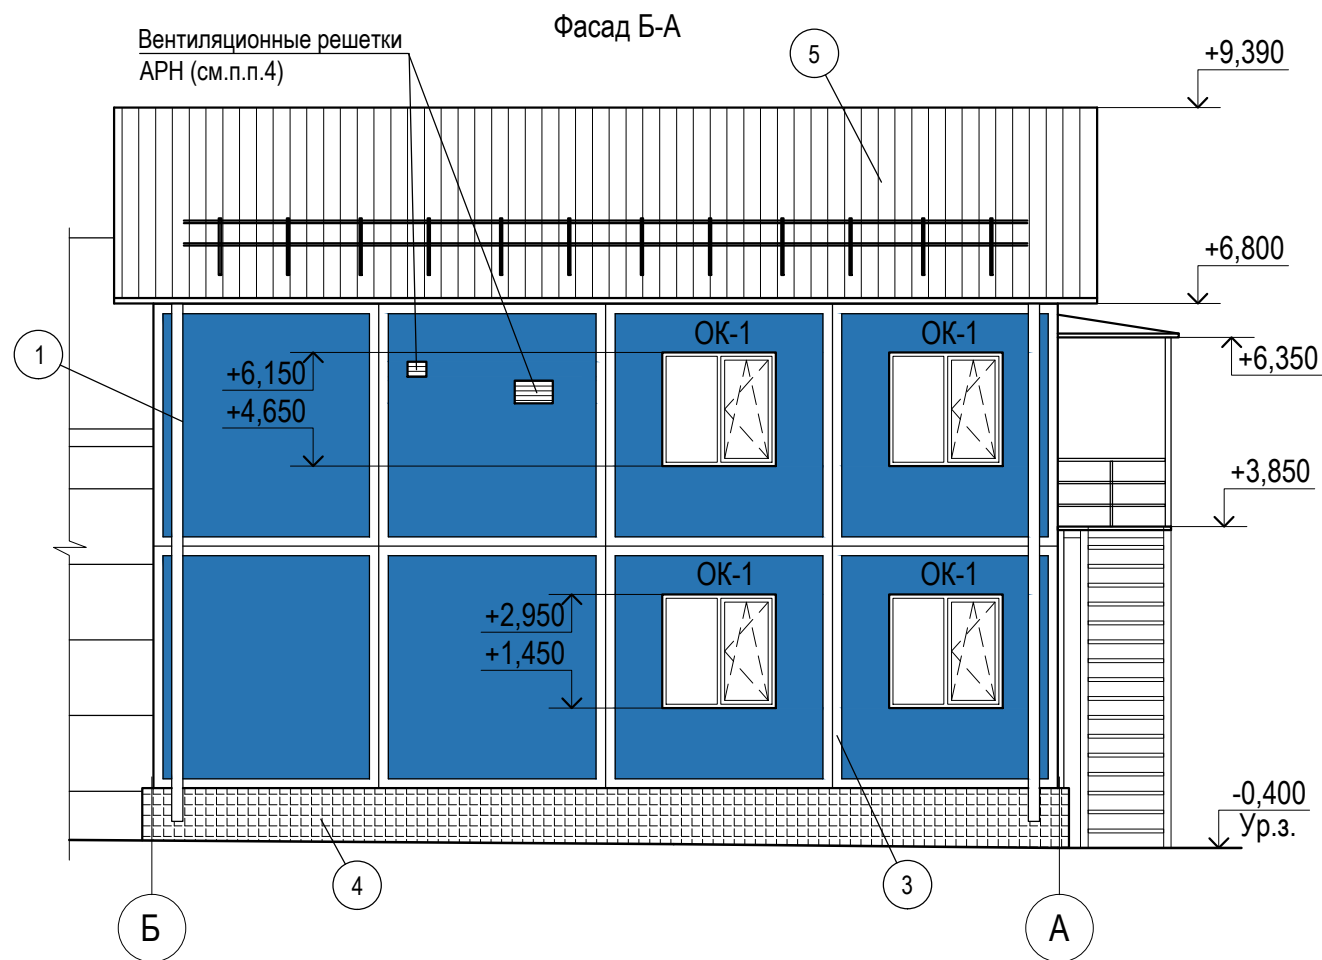 Фасад Б-А
Вентиляционные решетки
АРН (см.п.п.4)
5
+9,390
+6,800
1
ОК-1
ОК-1
+6,150
+4,650
+6,350
+3,850
ОК-1
ОК-1
+2,950
+1,450
-0,400
Ур.з.
4
3
Б
А